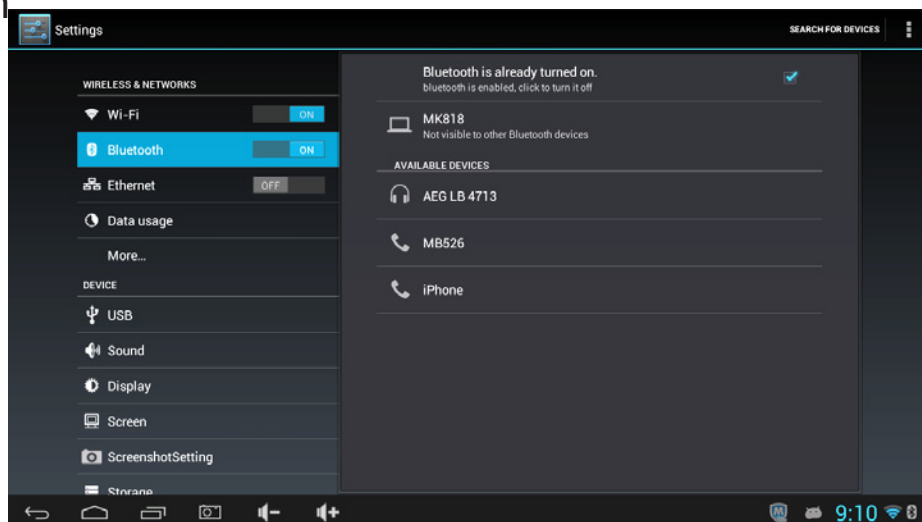 Settings
SEARCH FOR DEVICES
WIRELESS & NETWORKS
Wi-Fi ON
Bluetooth ON
Ethernet OFF
Data usage
More...
DEVICE
USB
Sound
Display
Screen
ScreenshotSetting
Storage
Bluetooth is already turned on.
bluetooth is enabled, click to turn it off
MK818
Not visible to other Bluetooth devices
AVAILABLE DEVICES
AEG LB 4713
MB526
iPhone
9:10